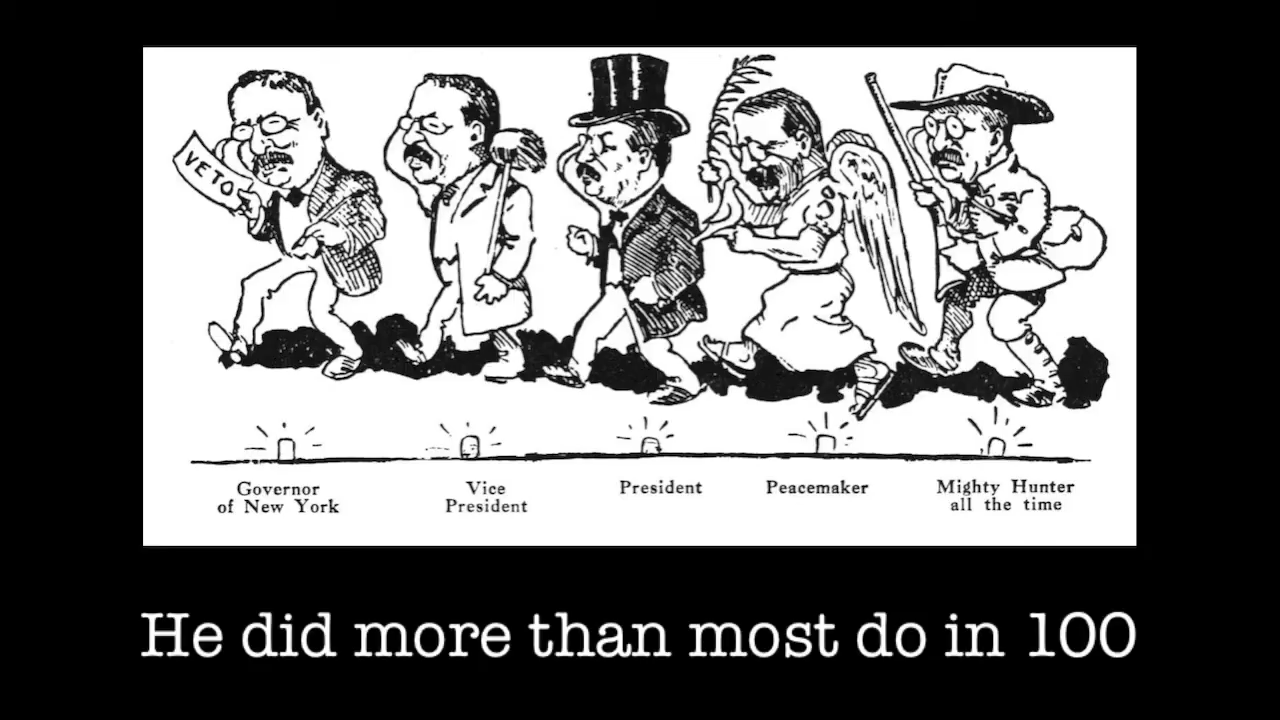 VETO
Governor
of New York
Vice
President
President
Peacemaker
Mighty Hunter
all the time
He did more than most do in 100